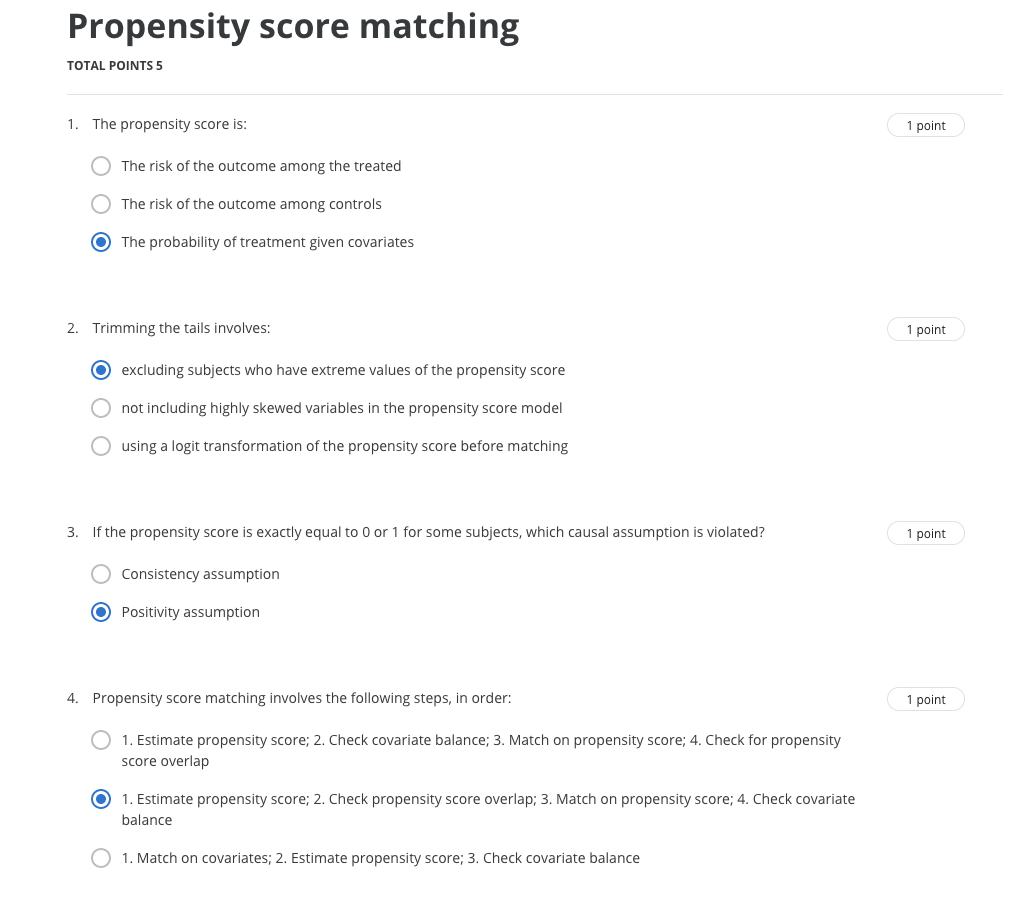 Propensity score matching
TOTAL POINTS 5
1. The propensity score is:
1 point
The risk of the outcome among the treated
The risk of the outcome among controls
The probability of treatment given covariates
2. Trimming the tails involves:
1 point
excluding subjects who have extreme values of the propensity score
not including highly skewed variables in the propensity score model
using a logit transformation of the propensity score before matching
3. If the propensity score is exactly equal to 0 or 1 for some subjects, which causal assumption is violated?
1 point
Consistency assumption
Positivity assumption
4. Propensity score matching involves the following steps, in order:
1 point
1. Estimate propensity score; 2. Check covariate balance; 3. Match on propensity score; 4. Check for propensity
score overlap
1. Estimate propensity score; 2. Check propensity score overlap; 3. Match on propensity score; 4. Check covariate
balance
1. Match on covariates; 2. Estimate propensity score; 3. Check covariate balance